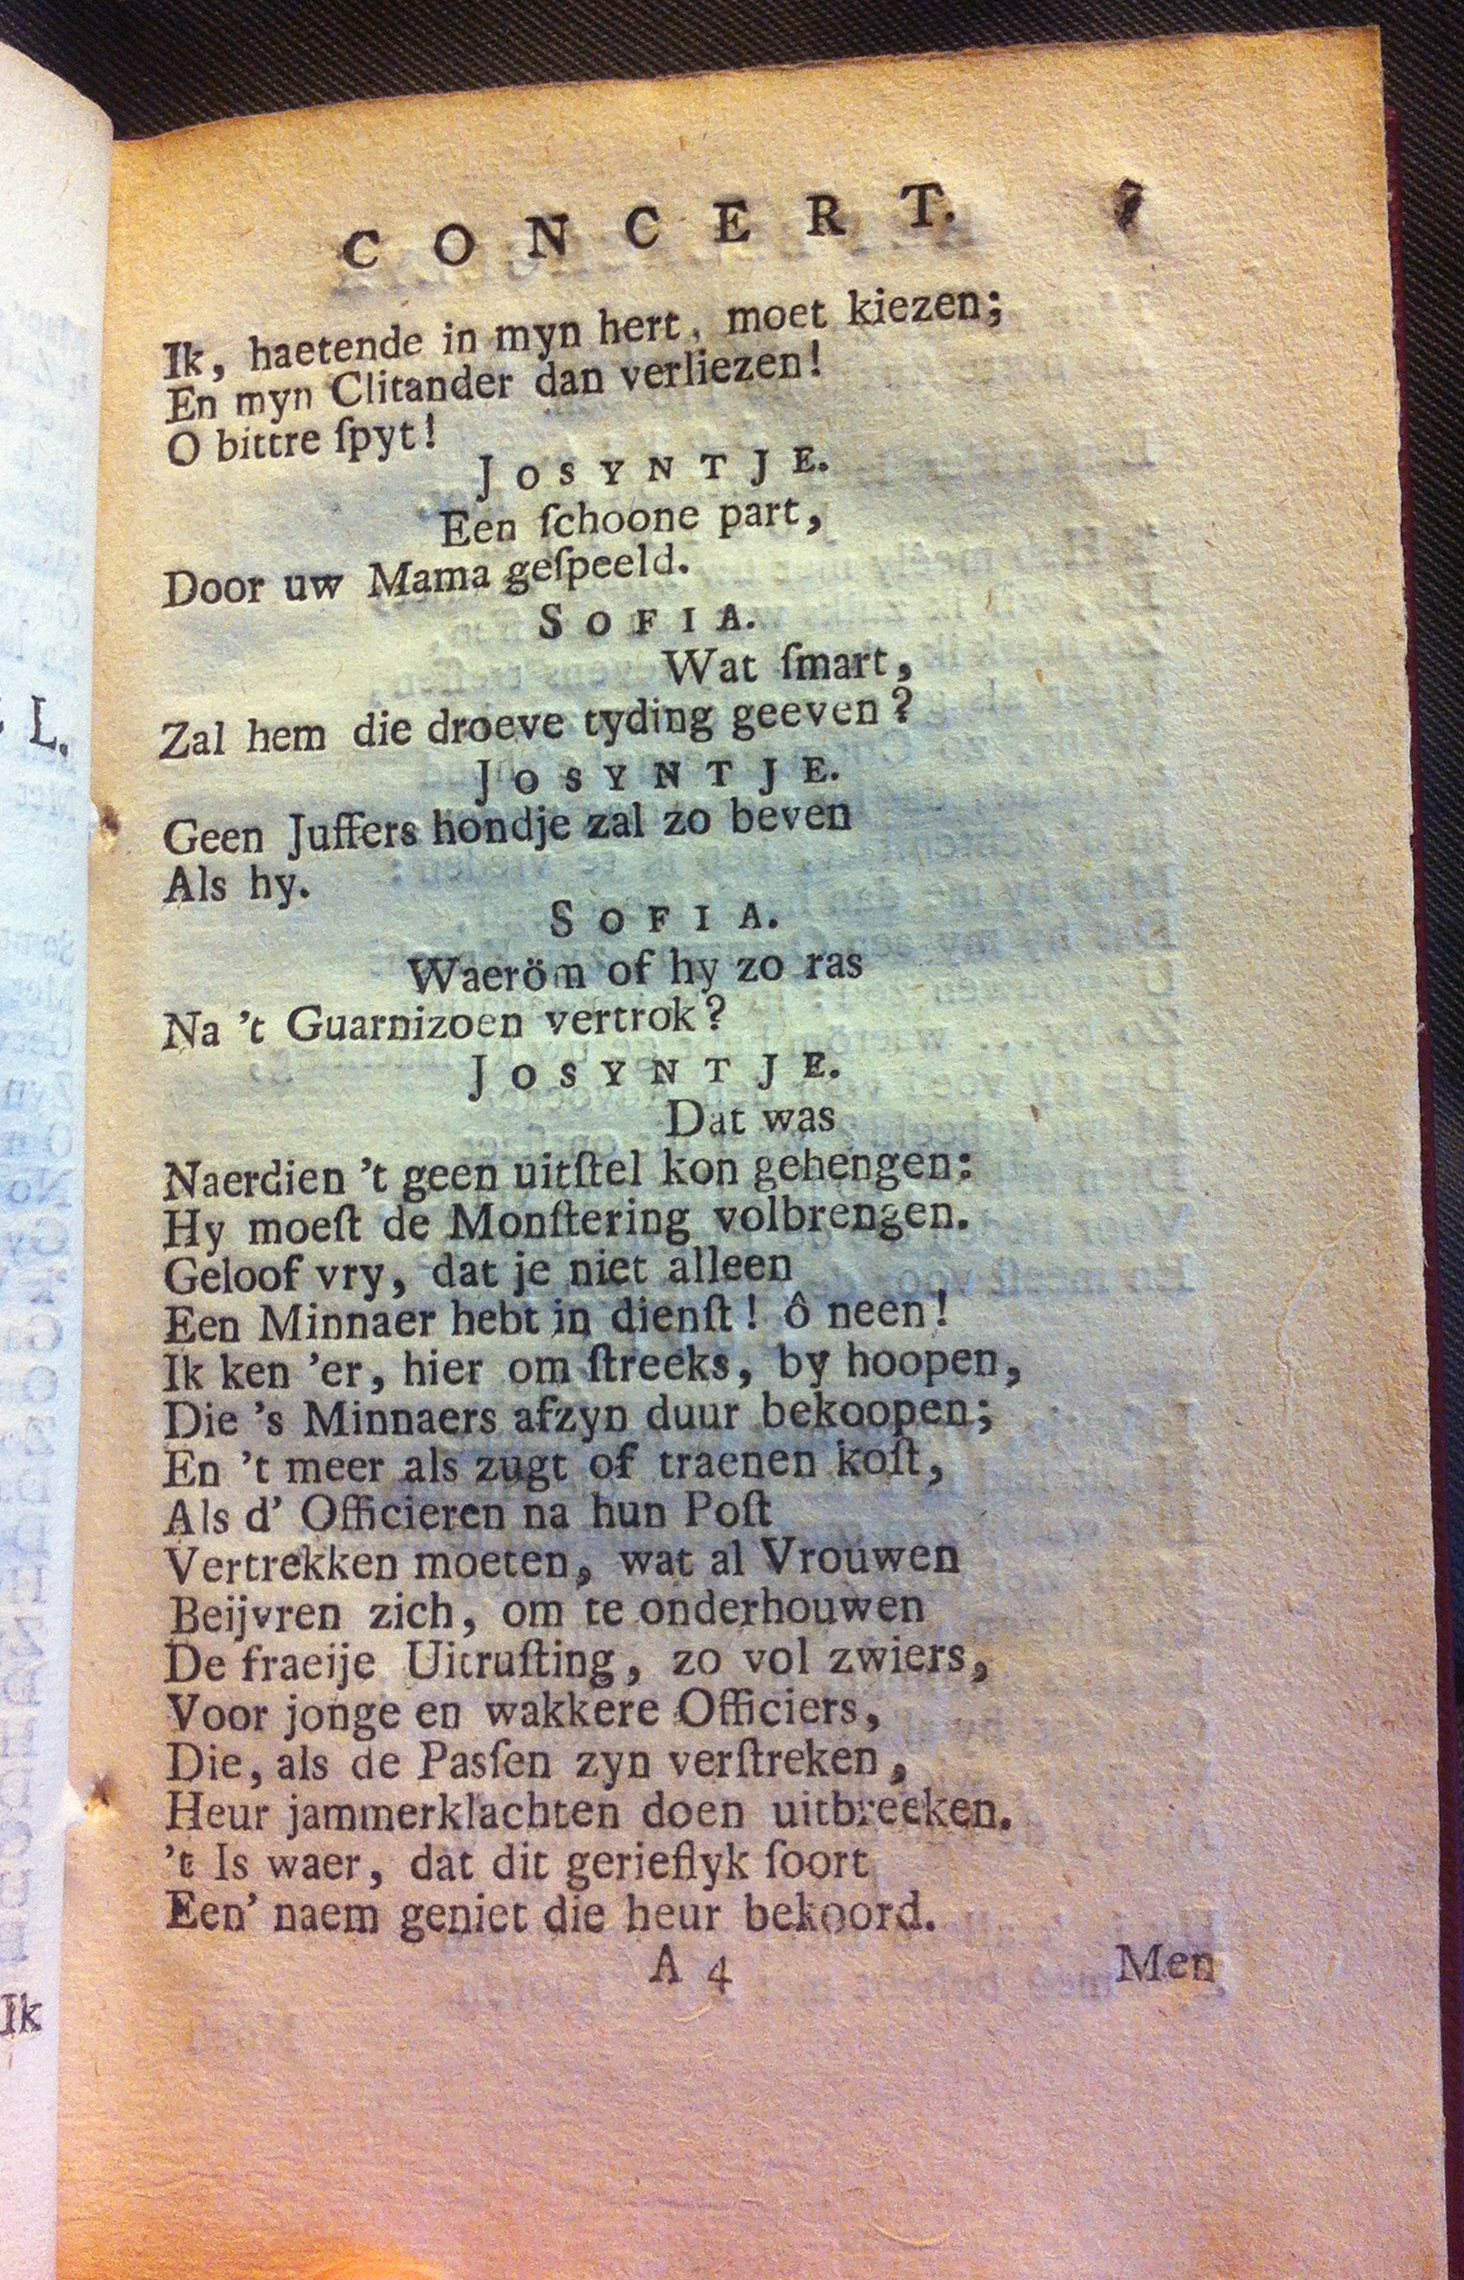 CONCERT. 7
Ik, haetende in myn hert, moet kiezen;
En myn Clitander dan verliezen!
O bittre ſpyt!
JOSYNTJE.
Een ſchoone part,
Door uw Mama geſpeeld.
SOFIA.
Wat ſmart,
Zal hem die droeve tyding geeven?
JOSYNTJE.
Geen Juffers hondje zal zo beven
Als hy.
SOFIA.
Waeröm of hy zo ras
Na 't Guarnizoen vertrok?
JOSYNTJE.
Dat was
Naerdien 't geen uitſtel kon gehengen:
Hy moeſt de Monſtering volbrengen.
Geloof vry, dat je niet alleen
Een Minnaer hebt in dienſt! ô neen!
Ik ken 'er, hier om ſtreeks, by hoopen,
Die 's Minnaers afzyn duur bekoopen;
En 't meer als zugt of traenen koſt,
Als d' Officieren na hun Poſt
Vertrekken moeten, wat al Vrouwen
Beijvren zich, om te onderhouwen
De fraeije Uitruſting, zo vol zwiers,
Voor jonge en wakkere Officiers,
Die, als de Pasſen zyn verſtreken,
Heur jammerklachten doen uitbreeken.
't Is waer, dat dit gerieflyk ſoort
Een' naem geniet die heur bekoord.
A 4 Men
L.
Ik